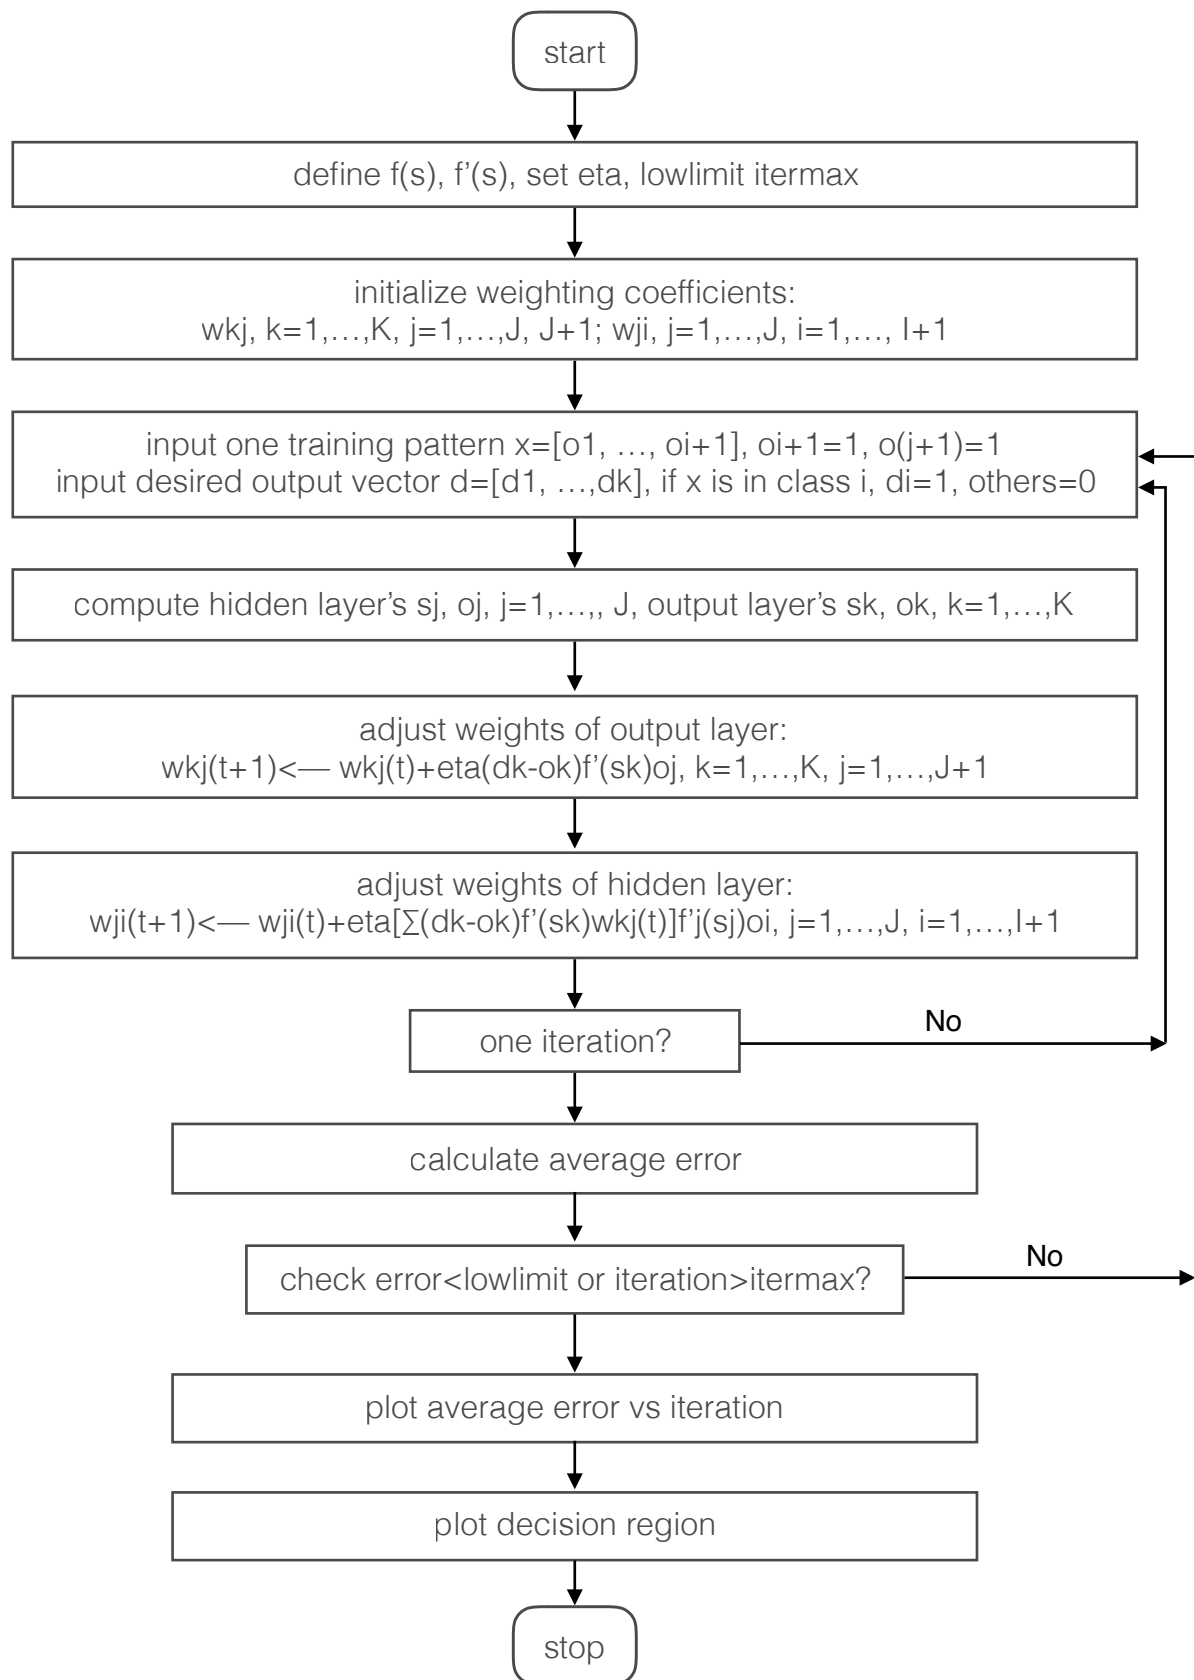 start
define f(s), f’(s), set eta, lowlimit itermax
initialize weighting coefficients:
wkj, k=1,…,K, j=1,…,J, J+1; wji, j=1,…,J, i=1,…, I+1
input one training pattern x=[o1, …, oi+1], oi+1=1, o(j+1)=1
input desired output vector d=[d1, …,dk], if x is in class i, di=1, others=0
compute hidden layer’s sj, oj, j=1,…,, J, output layer’s sk, ok, k=1,…,K
adjust weights of output layer:
wkj(t+1)<— wkj(t)+eta(dk-ok)f’(sk)oj, k=1,…,K, j=1,…,J+1
adjust weights of hidden layer:
wji(t+1)<— wji(t)+eta[∑(dk-ok)f’(sk)wkj(t)]f’j(sj)oi, j=1,…,J, i=1,…,I+1
one iteration?
No
calculate average error
check error<lowlimit or iteration>itermax?
No
plot average error vs iteration
plot decision region
stop